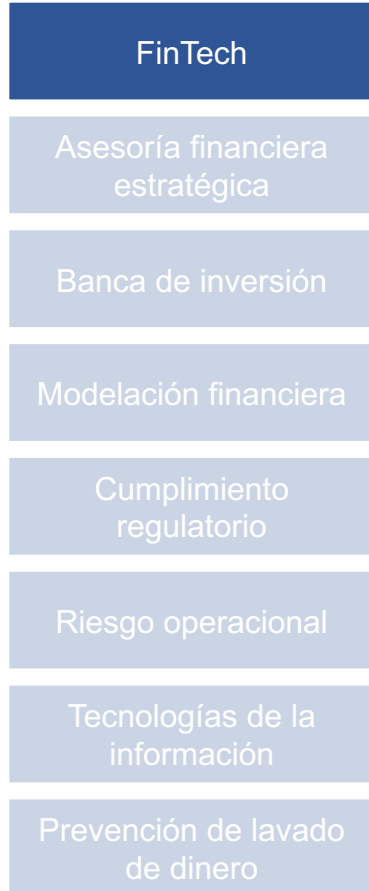 FinTech
Asesoría financiera
estratégica
Banca de inversión
Modelación financiera
Cumplimiento
regulatorio
Riesgo operacional
Tecnologías de la
información
Prevención de lavado
de dinero